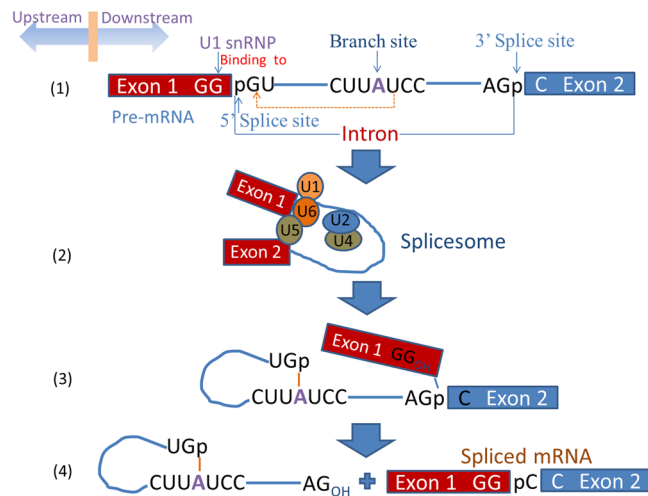 Upstream Downstream
U1 snRNP
Binding to
Branch site
3' Splice site
(1)
Exon 1 GG pGU CUUAUCC AGp C Exon 2
Pre-mRNA
5' Splice site
Intron
(2)
Exon 1
U1
U6
U2
U5
U4
Exon 2
Splicesome
(3)
Exon 1 GGOH
UGp
CUUAUCC AGp C Exon 2
(4)
UGp
Spliced mRNA
CUUAUCC AGOH + Exon 1 GG pC C Exon 2